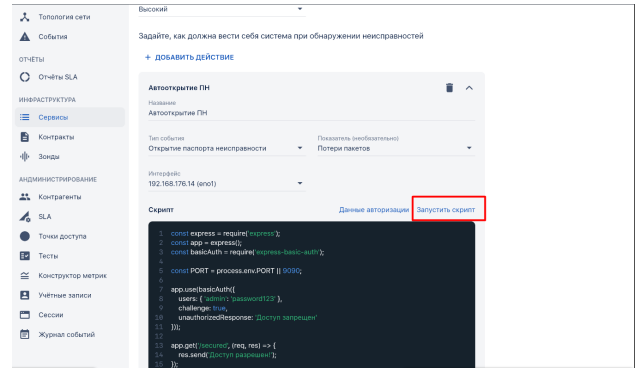 Топология сети
События
ОТЧЁТЫ
Отчёты SLA
ИНФРАСТРУКТУРА
Сервисы
Контракты
Зонды
АНДМИНИСТРИРОВАНИЕ
Контрагенты
SLA
Точки доступа
Тесты
Конструктор метрик
Учётные записи
Сессии
Журнал событий
Высокий
Задайте, как должна вести себя система при обнаружении неисправностей
+ ДОБАВИТЬ ДЕЙСТВИЕ
Автооткрытие ПН
Название
Автооткрытие ПН
Тип события
Открытие паспорта неисправности
Показатель (необязательно)
Потери пакетов
Интерфейс
192.168.176.14 (eno1)
Скрипт
Данные авторизации
Запустить скрипт
1 const express = require('express');
2 const app = express();
3 const basicAuth = require('express-basic-auth');
4
5 const PORT = process.env.PORT || 9090;
6
7 app.use(basicAuth({
8 users: { 'admin': 'password123' },
9 challenge: true,
10 unauthorizedResponse: 'Доступ запрещен'
11 }));
12
13 app.get('/secured', (req, res) => {
14 res.send('Доступ разрешен!');
15 });